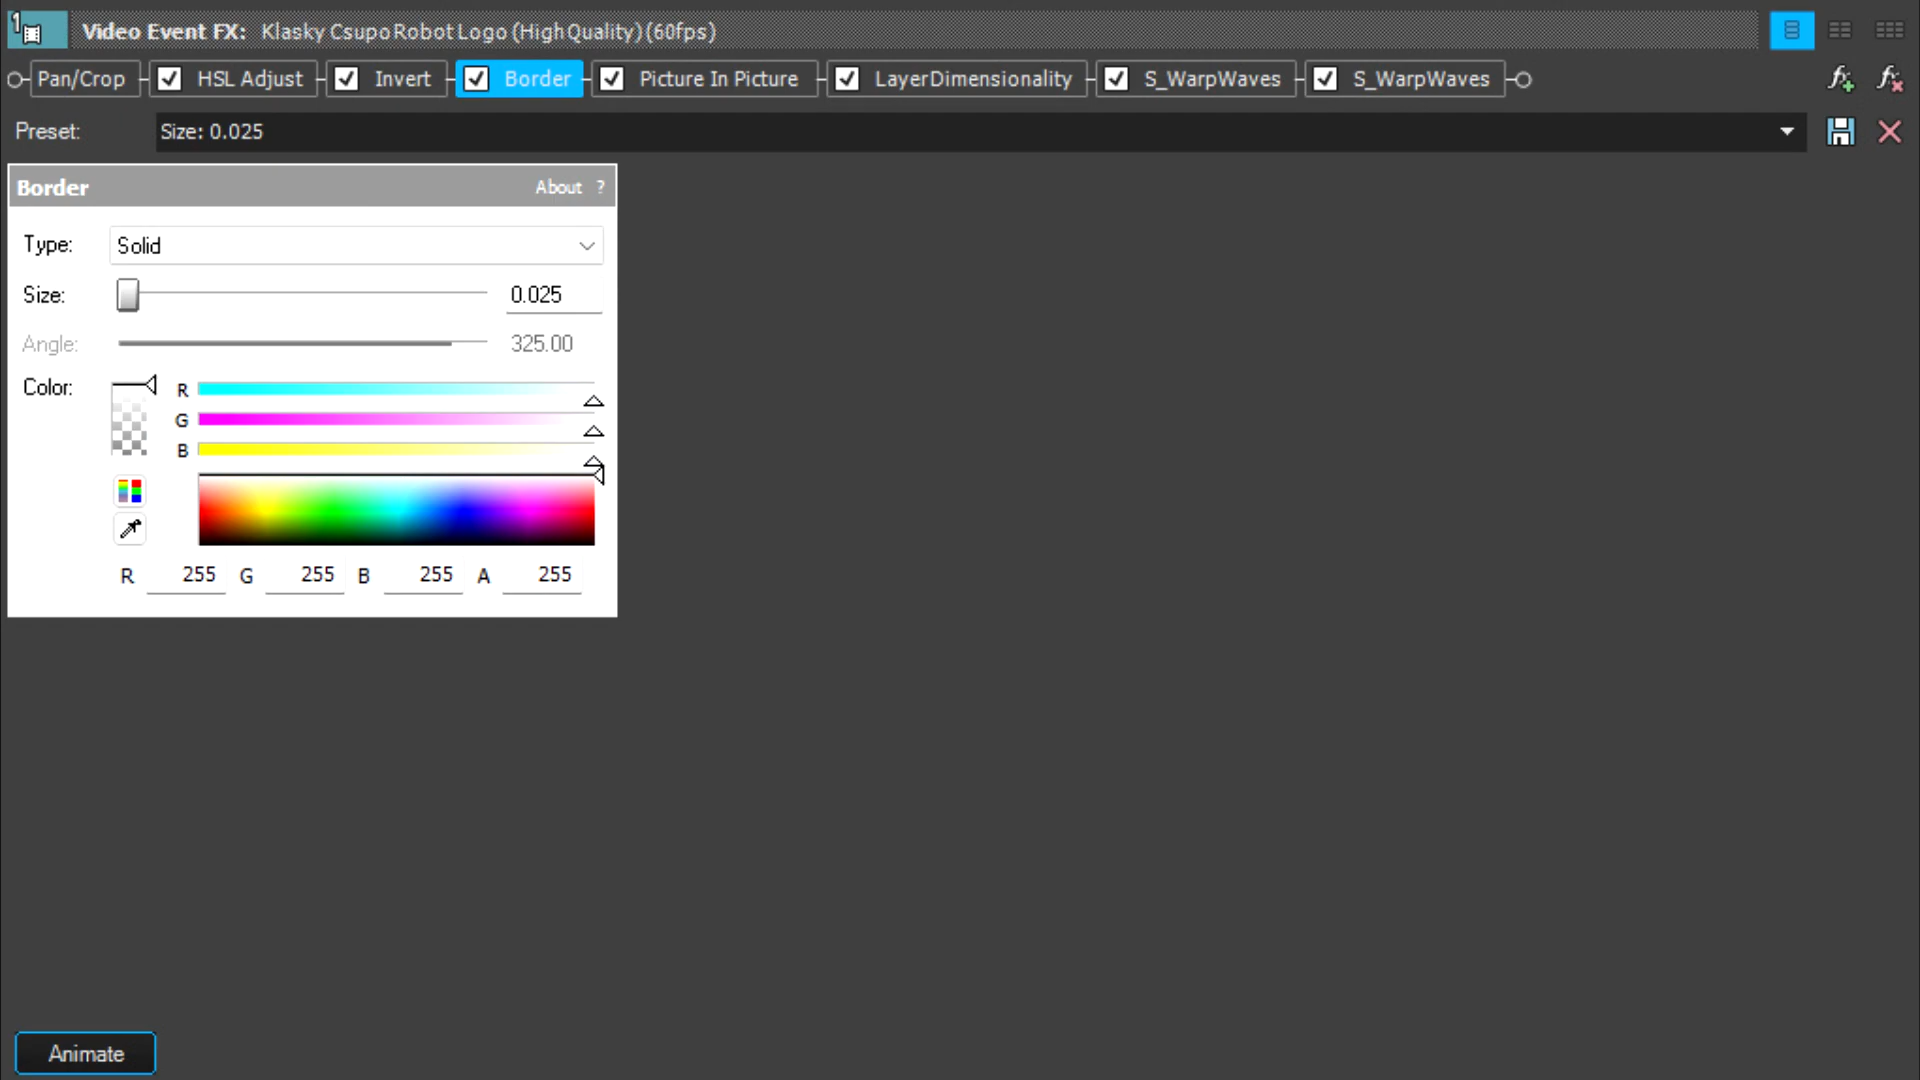 1
Video Event FX: Klasky Csupo Robot Logo (High Quality) (60fps)
Pan/Crop HSL Adjust Invert Border Picture In Picture LayerDimensionality S_WarpWaves S_WarpWaves
Preset: Size: 0.025
Border About ?
Type: Solid
Size: 0.025
Angle: 325.00
Color:
R
G
B
R 255 G 255 B 255 A 255
Animate